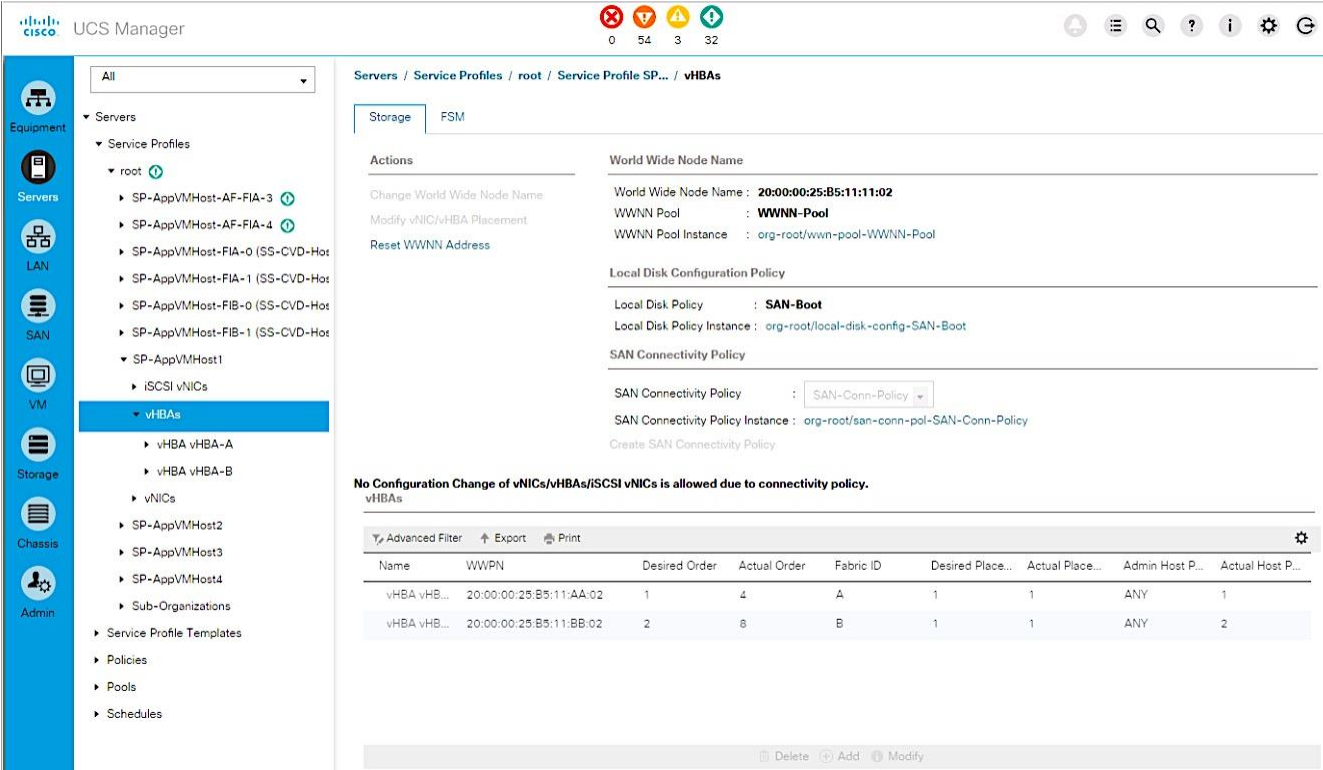 cisco UCS Manager
0 54 3 32
Equipment
Servers
LAN
SAN
VM
Storage
Chassis
Admin
All
Servers
Service Profiles
root
SP-AppVMHost-AF-FIA-3
SP-AppVMHost-AF-FIA-4
SP-AppVMHost-FIA-0 (SS-CVD-Hos
SP-AppVMHost-FIA-1 (SS-CVD-Hos
SP-AppVMHost-FIB-0 (SS-CVD-Hos
SP-AppVMHost-FIB-1 (SS-CVD-Hos
SP-AppVMHost1
iSCSI vNICs
vHBAs
vHBA vHBA-A
vHBA vHBA-B
vNICs
SP-AppVMHost2
SP-AppVMHost3
SP-AppVMHost4
Sub-Organizations
Service Profile Templates
Policies
Pools
Schedules
Servers / Service Profiles / root / Service Profile SP... / vHBAs
Storage FSM
Actions
Change World Wide Node Name
Modify vNIC/vHBA Placement
Reset WWNN Address
World Wide Node Name
World Wide Node Name : 20:00:00:25:B5:11:11:02
WWNN Pool : WWNN-Pool
WWNN Pool Instance : org-root/wwn-pool-WWNN-Pool
Local Disk Configuration Policy
Local Disk Policy : SAN-Boot
Local Disk Policy Instance : org-root/local-disk-config-SAN-Boot
SAN Connectivity Policy
SAN Connectivity Policy : SAN-Conn-Policy
SAN Connectivity Policy Instance : org-root/san-conn-pol-SAN-Conn-Policy
Create SAN Connectivity Policy
No Configuration Change of vNICs/vHBAs/iSCSI vNICs is allowed due to connectivity policy.
vHBAs
Advanced Filter Export Print
Name WWPN Desired Order Actual Order Fabric ID Desired Place... Actual Place... Admin Host P... Actual Host P...
vHBA vHB... 20:00:00:25:B5:11:AA:02 1 4 A 1 1 ANY 1
vHBA vHB... 20:00:00:25:B5:11:BB:02 2 8 B 1 1 ANY 2
Delete Add Modify